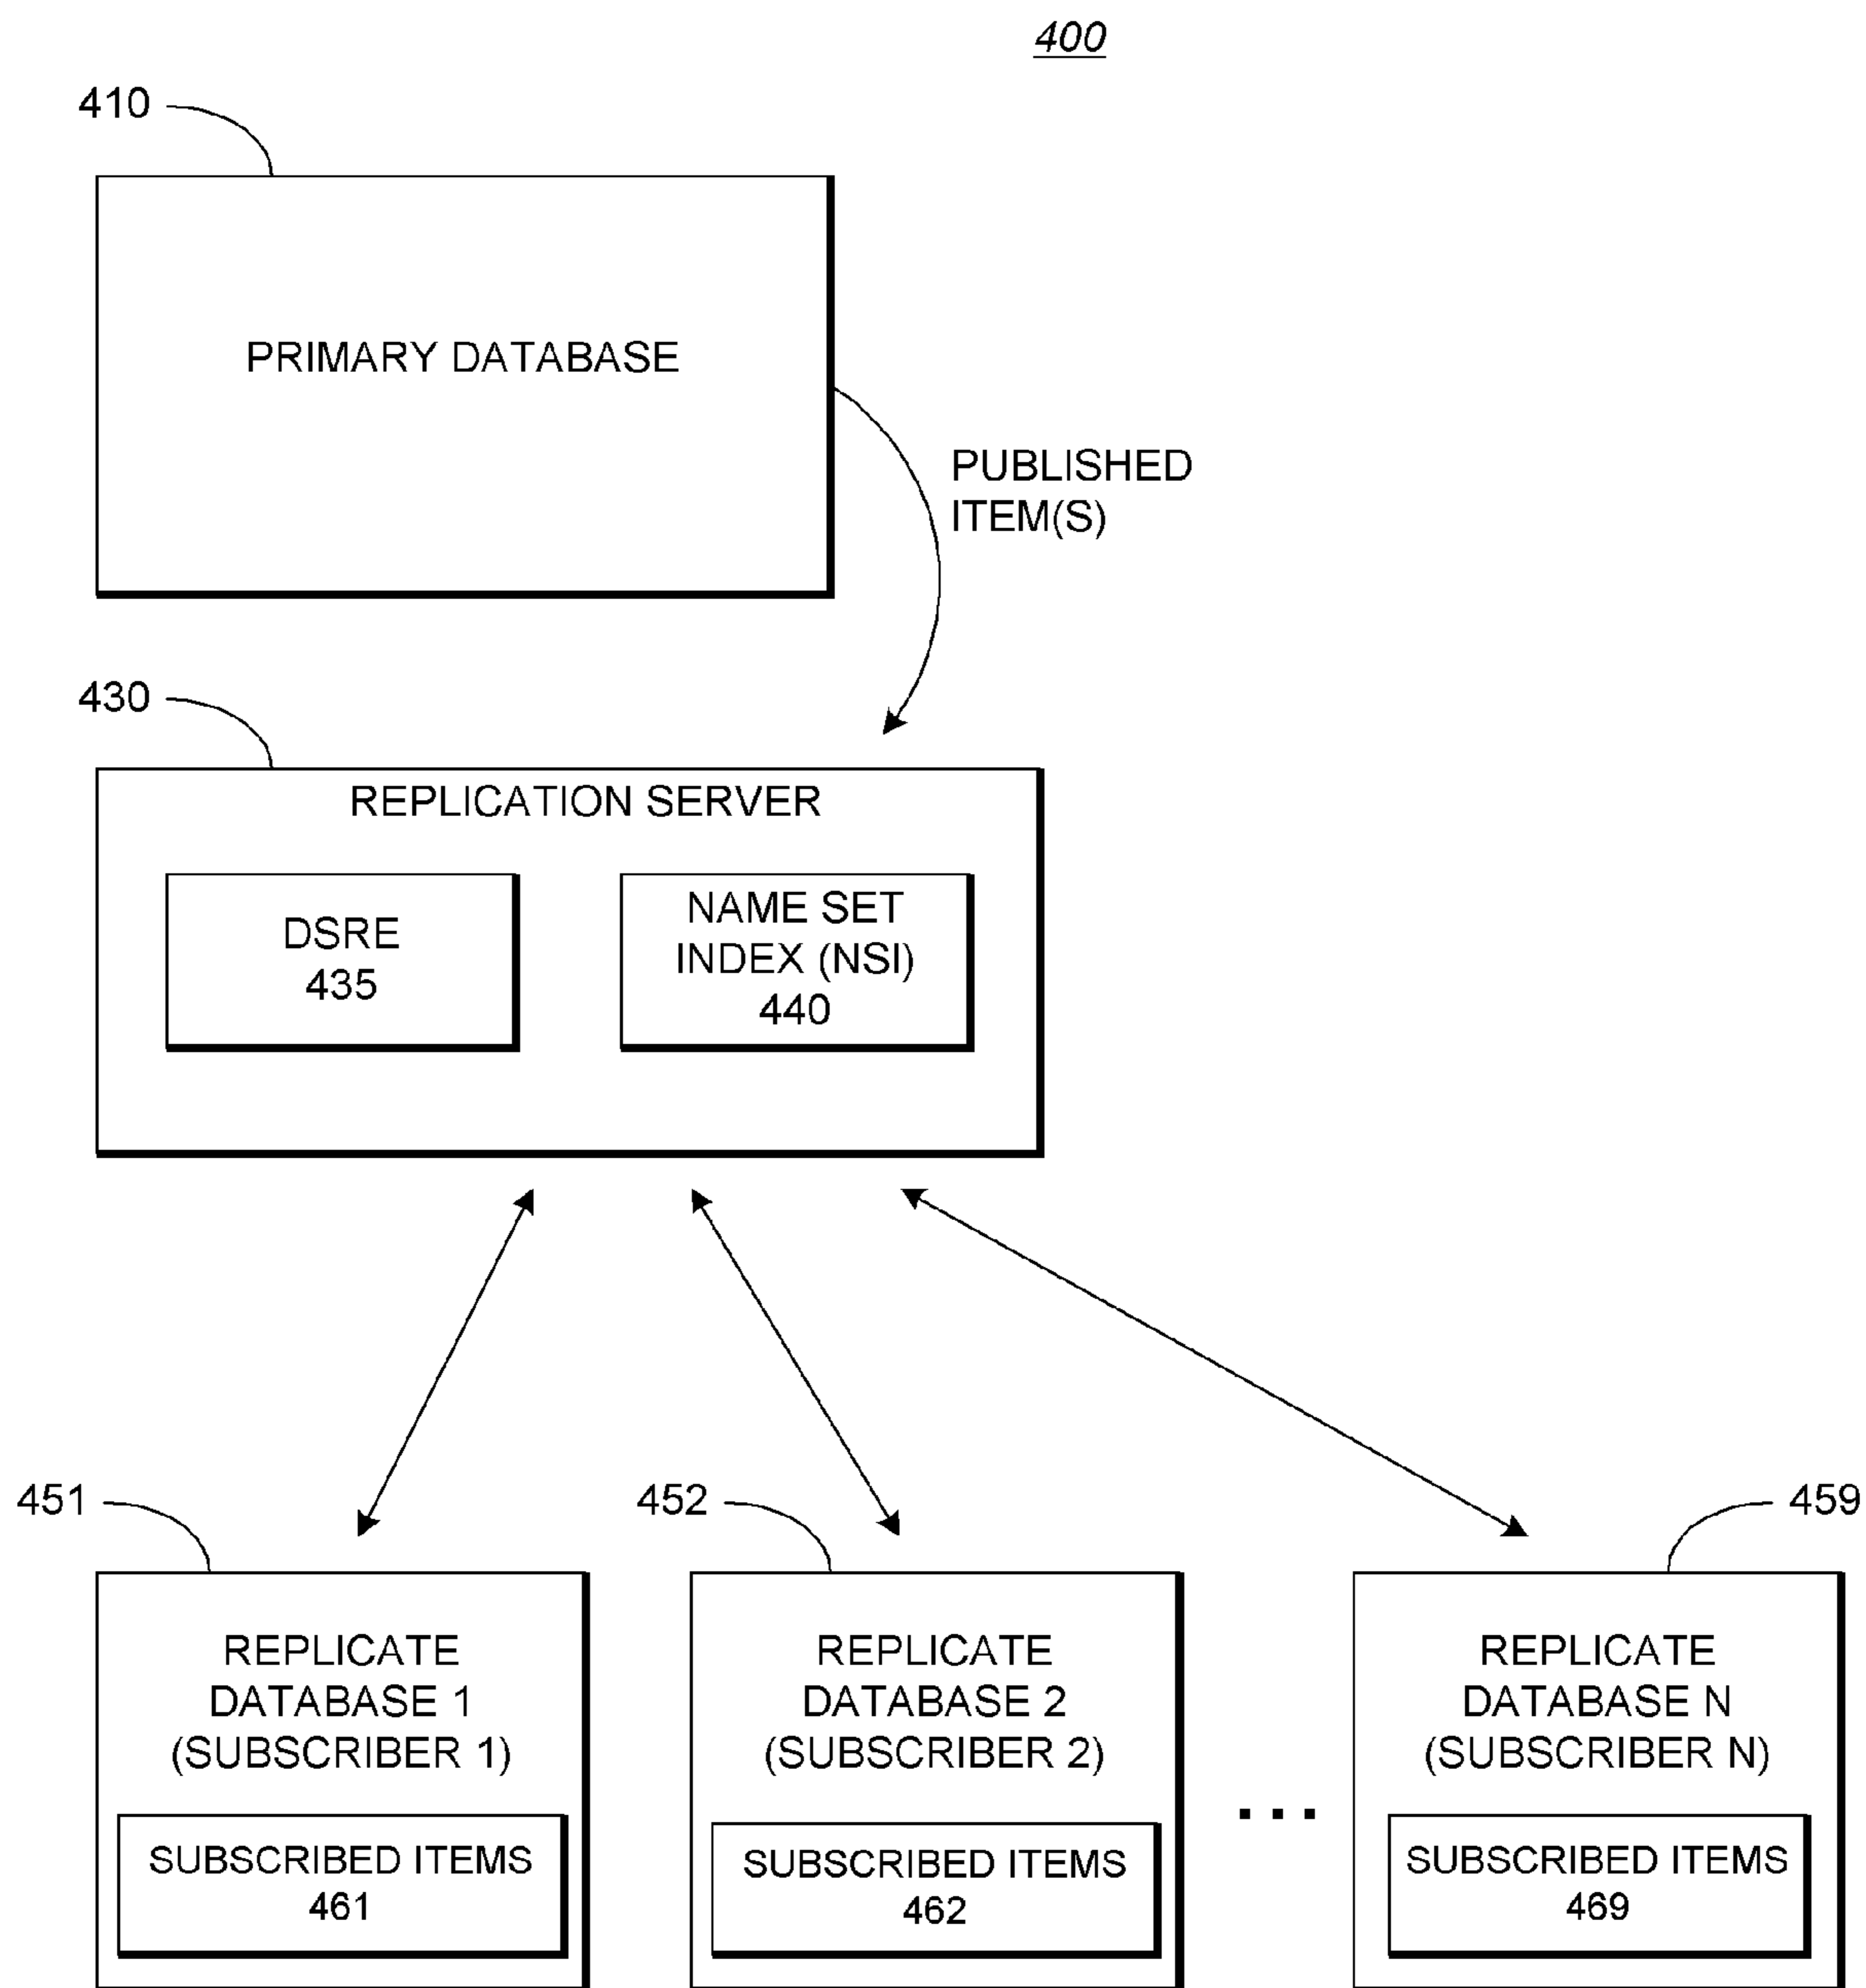 400
410
PRIMARY DATABASE
PUBLISHED
ITEM(S)
430
REPLICATION SERVER
DSRE
435
NAME SET
INDEX (NSI)
440
451
452
459
REPLICATE
DATABASE 1
(SUBSCRIBER 1)
SUBSCRIBED ITEMS
461
REPLICATE
DATABASE 2
(SUBSCRIBER 2)
SUBSCRIBED ITEMS
462
...
REPLICATE
DATABASE N
(SUBSCRIBER N)
SUBSCRIBED ITEMS
469